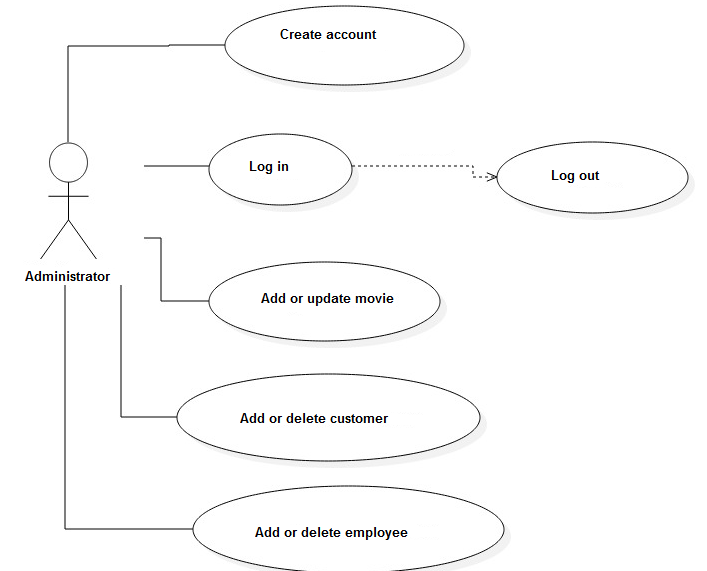 Create account
Log in
Log out
Administrator
Add or update movie
Add or delete customer
Add or delete employee